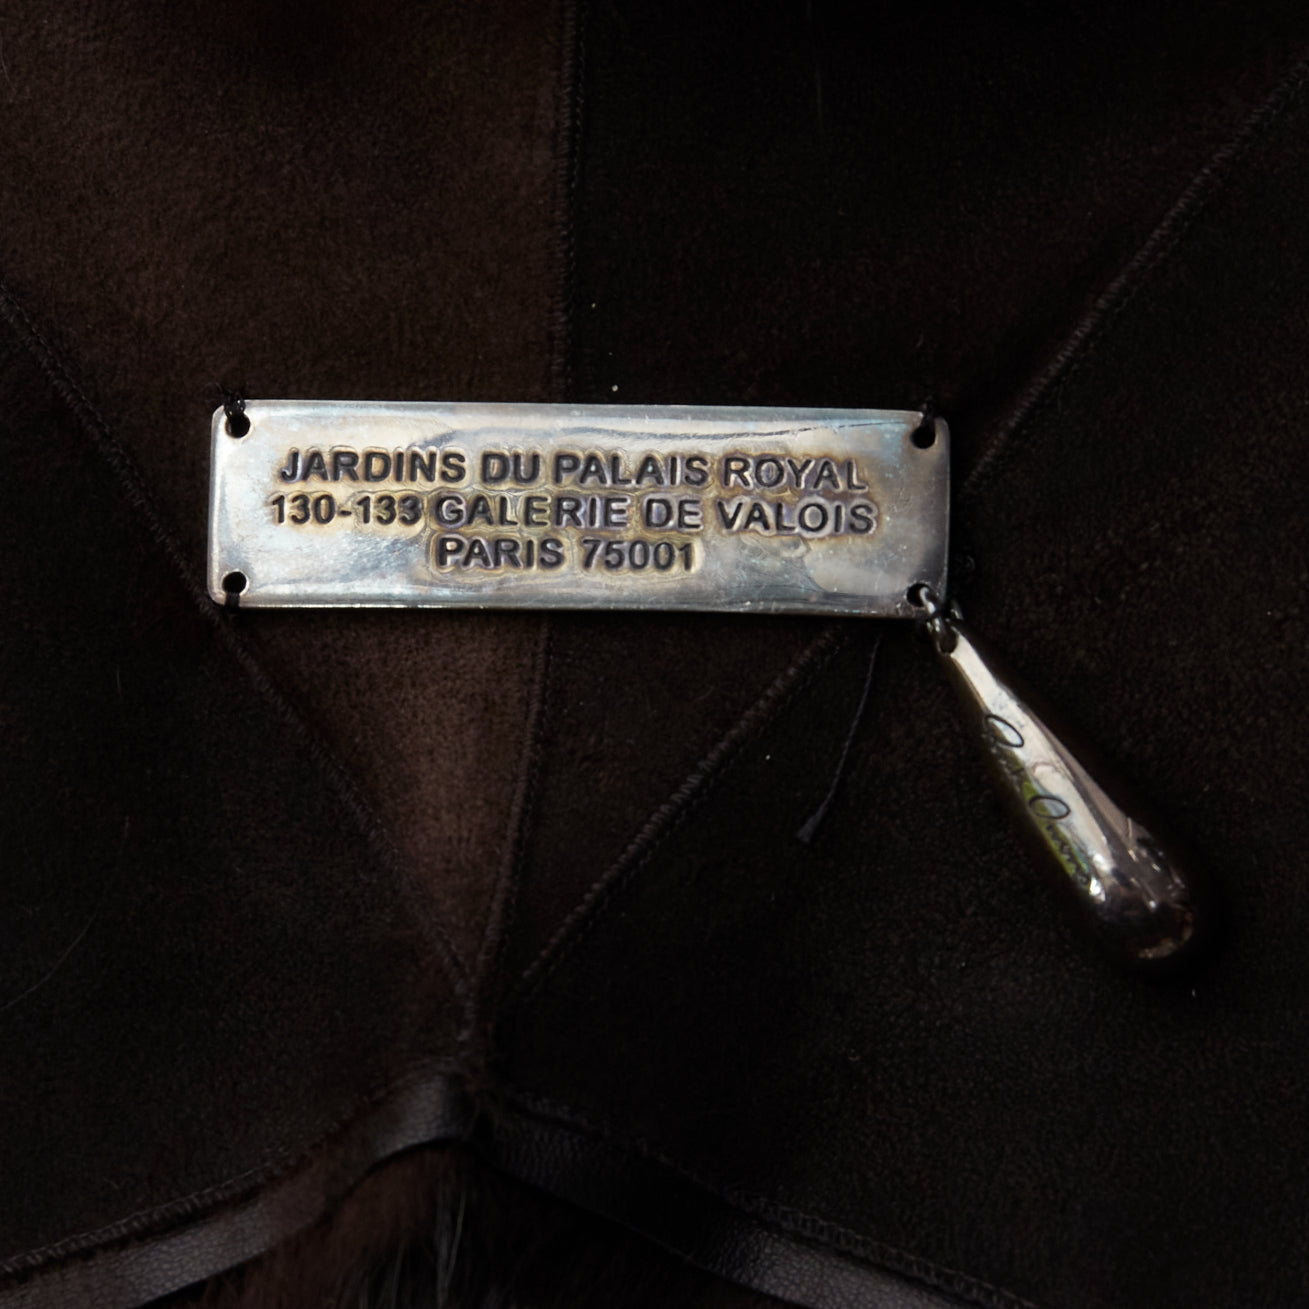 JARDINS DU PALAIS ROYAL
130-133 GALERIE DE VALOIS
PARIS 75001